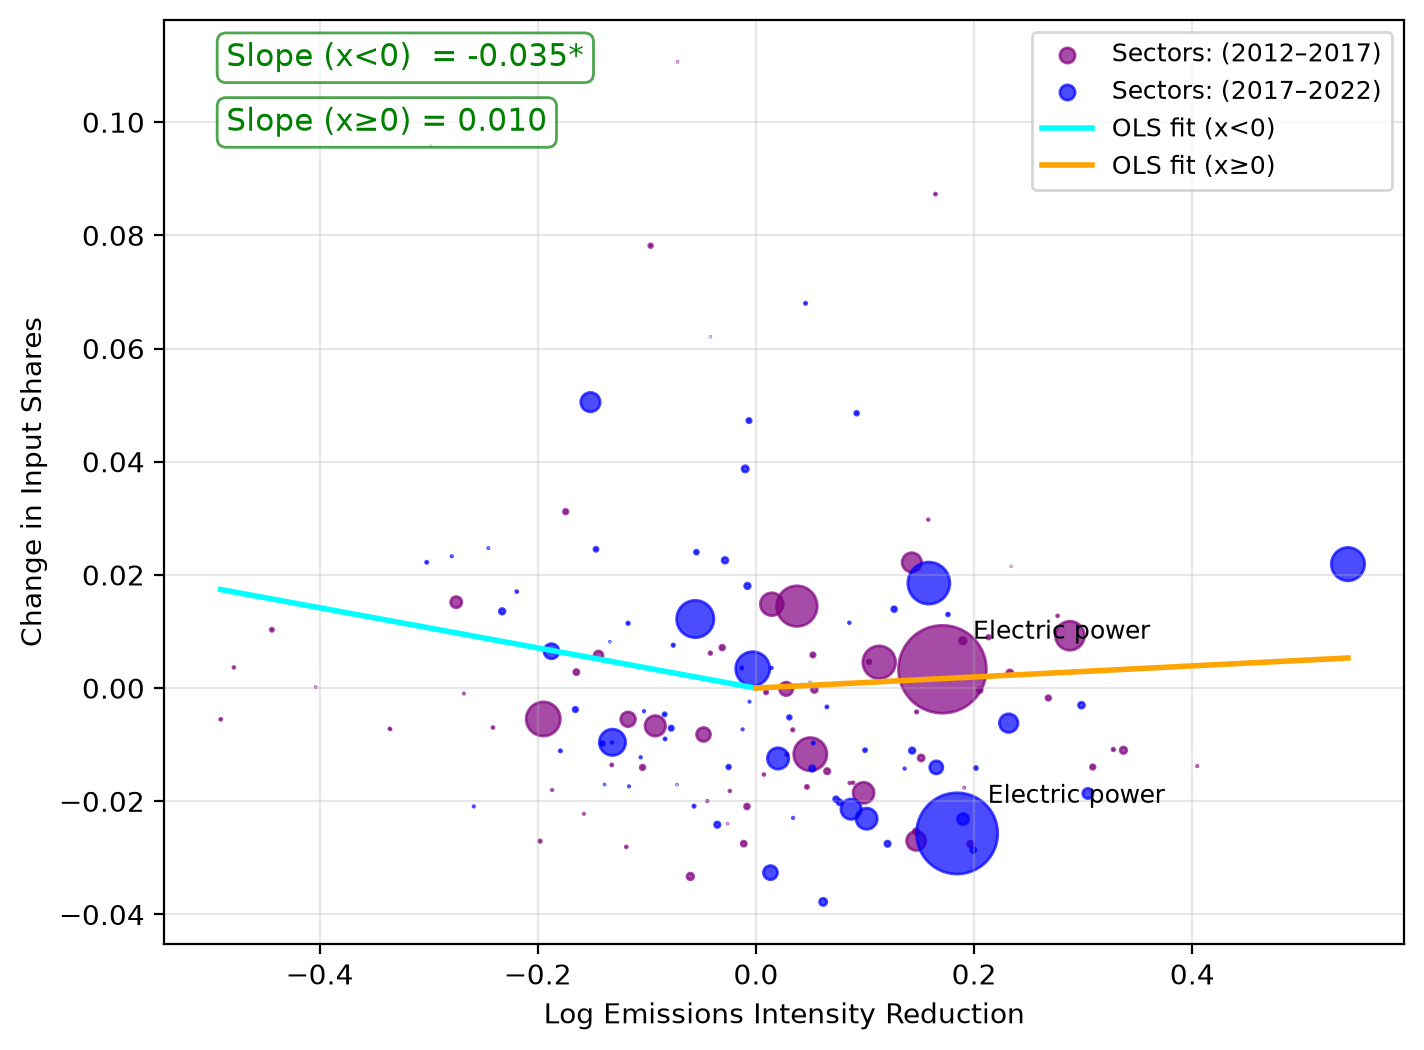 Slope (x<0)  = -0.035*
Slope (x≥0) = 0.010
Sectors: (2012–2017)
Sectors: (2017–2022)
OLS fit (x<0)
OLS fit (x≥0)
0.10
0.08
0.06
0.04
0.02
0.00
−0.02
−0.04
Change in Input Shares
Electric power
Electric power
−0.4
−0.2
0.0
0.2
0.4
Log Emissions Intensity Reduction